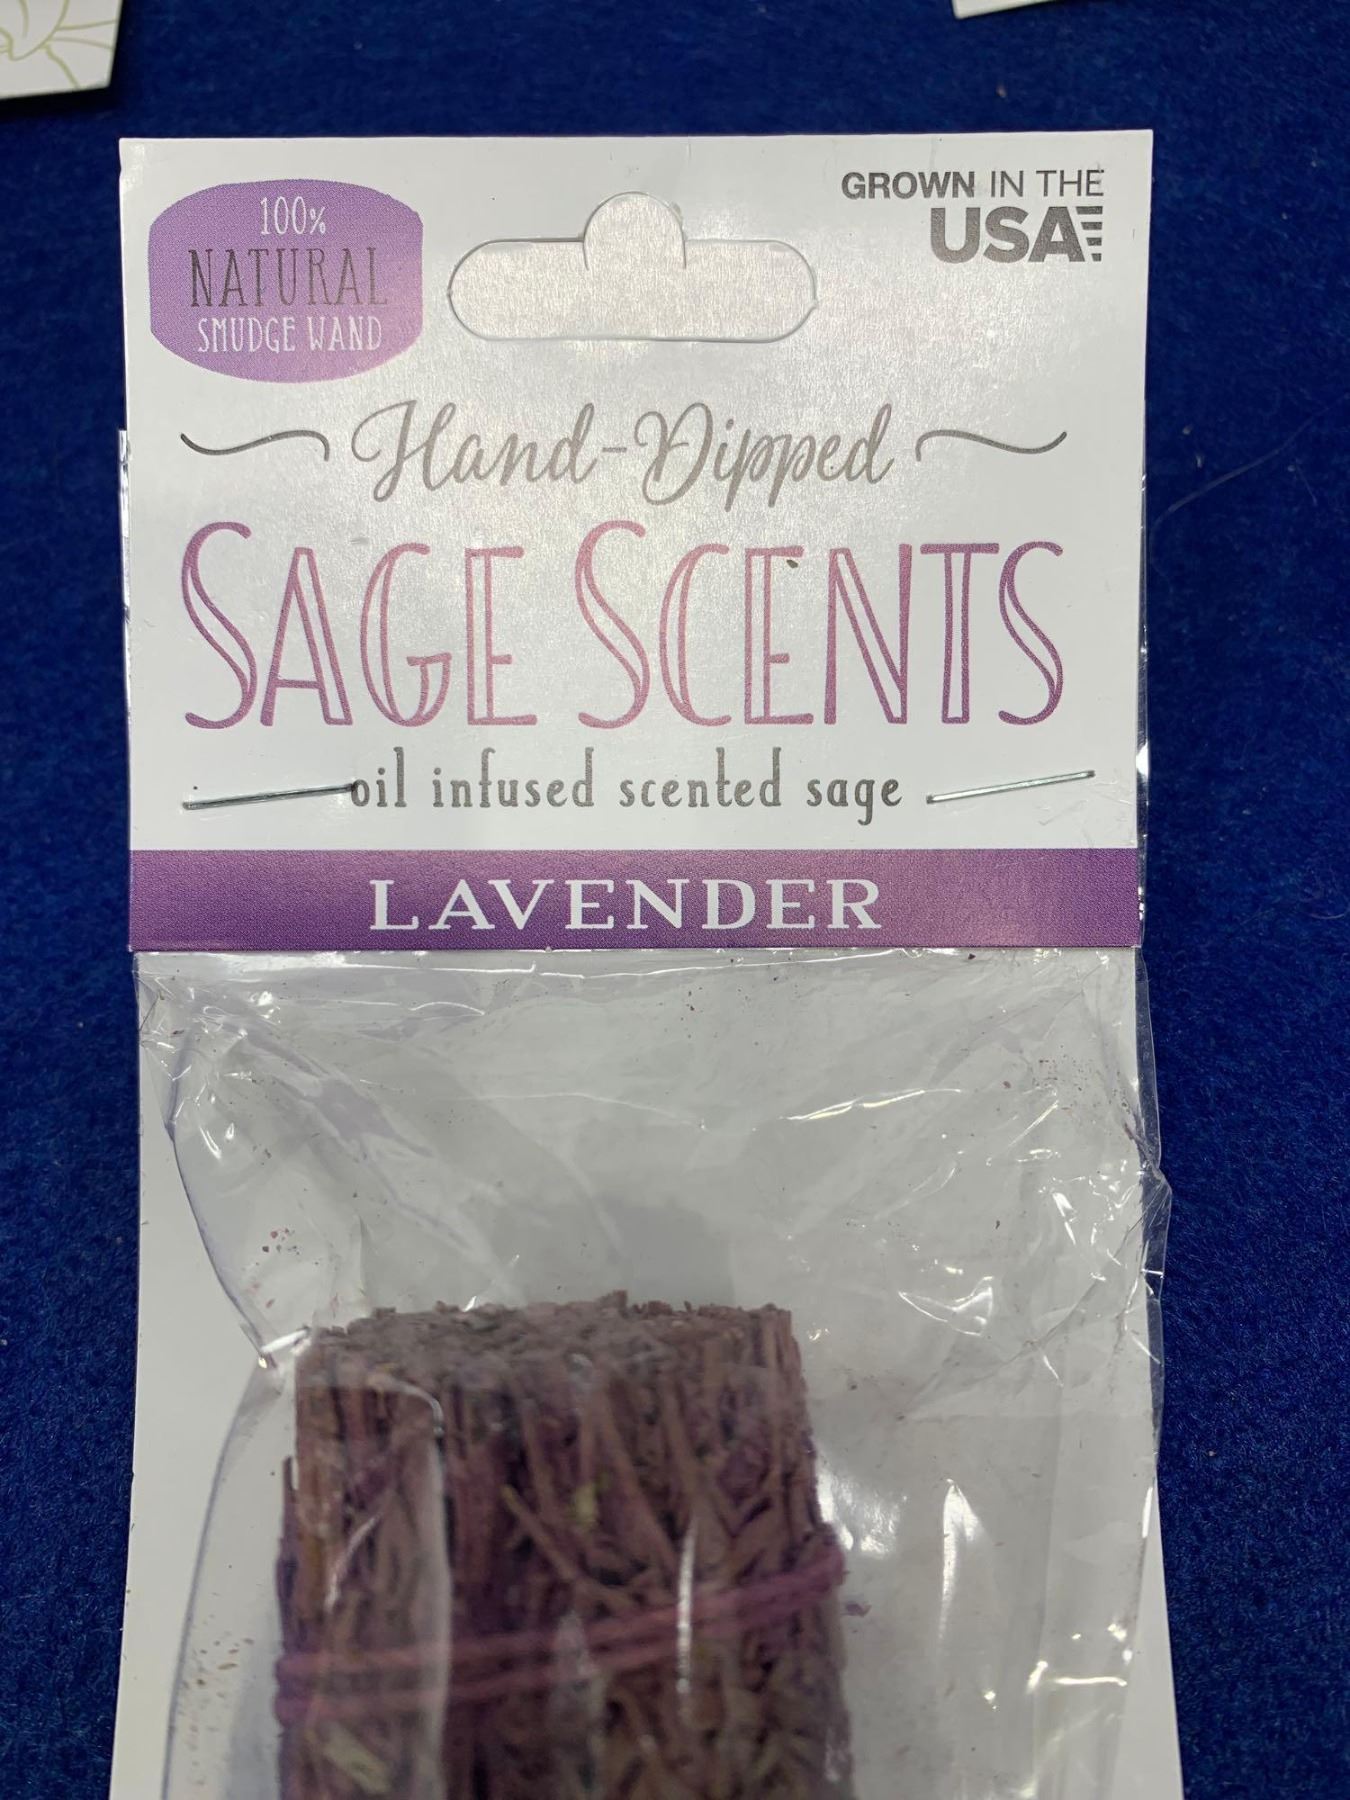 100%
NATURAL
SMUDGE WAND
GROWN IN THE
USA
Hand-Dipped
SAGE SCENTS
oil infused scented sage
LAVENDER